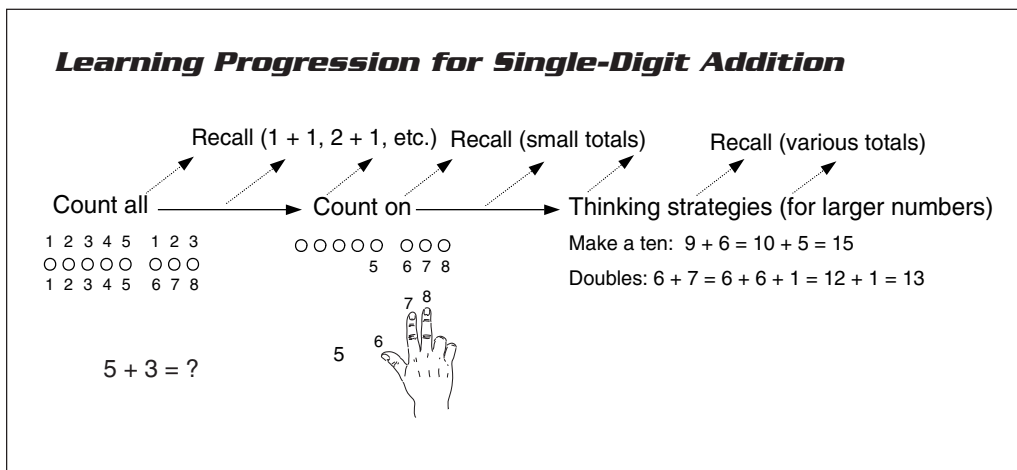 Learning Progression for Single-Digit Addition
Recall (1 + 1, 2 + 1, etc.) Recall (small totals) Recall (various totals)
Count all Count on Thinking strategies (for larger numbers)
1 2 3 4 5 1 2 3
1 2 3 4 5 6 7 8
5 6 7 8
Make a ten: 9 + 6 = 10 + 5 = 15
Doubles: 6 + 7 = 6 + 6 + 1 = 12 + 1 = 13
5 + 3 = ?
5 6 7 8